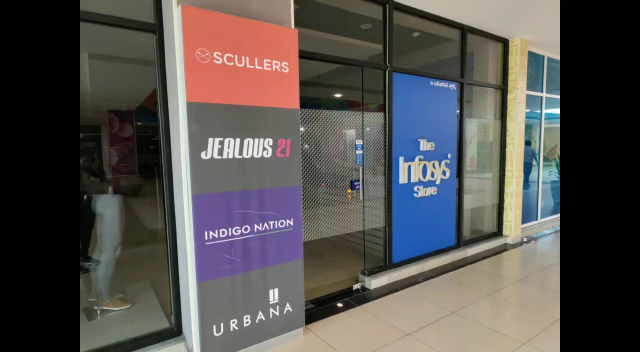 SCULLERS
JEALOUS 21
INDIGO NATION
URBANA
The
Infosys
Store